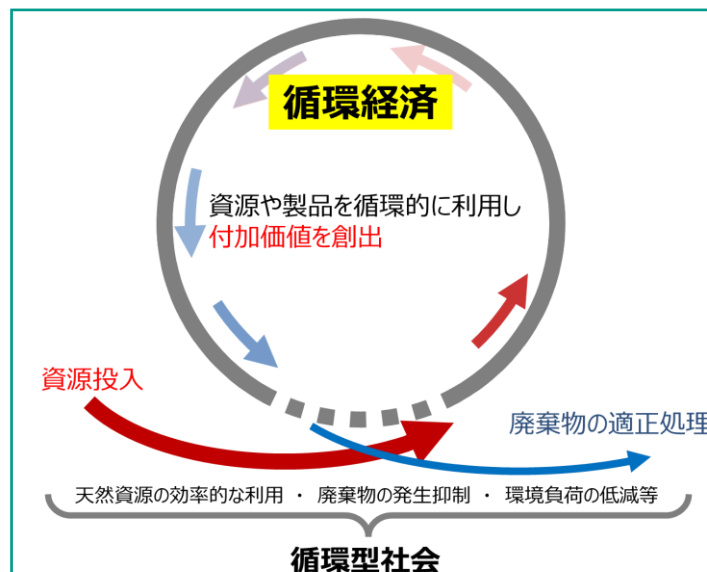 循環経済
資源や製品を循環的に利用し
付加価値を創出
資源投入
廃棄物の適正処理
天然資源の効率的な利用 ・ 廃棄物の発生抑制 ・ 環境負荷の低減等
循環型社会